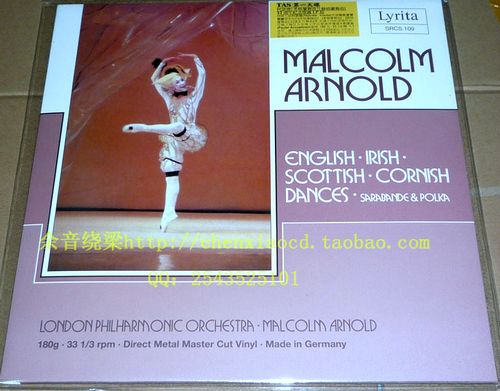 TAS
Lyrita
SRCS 109
MALCOLM
ARNOLD
ENGLISH · IRISH ·
SCOTTISH · CORNISH
DANCES · SARABANDE & POLKA
余音绕梁http://chenxiaocd.taobao.com
QQ: 2543525101
LONDON PHILHARMONIC ORCHESTRA · MALCOLM ARNOLD
180g · 33 1/3 rpm · Direct Metal Master Cut Vinyl · Made in Germany